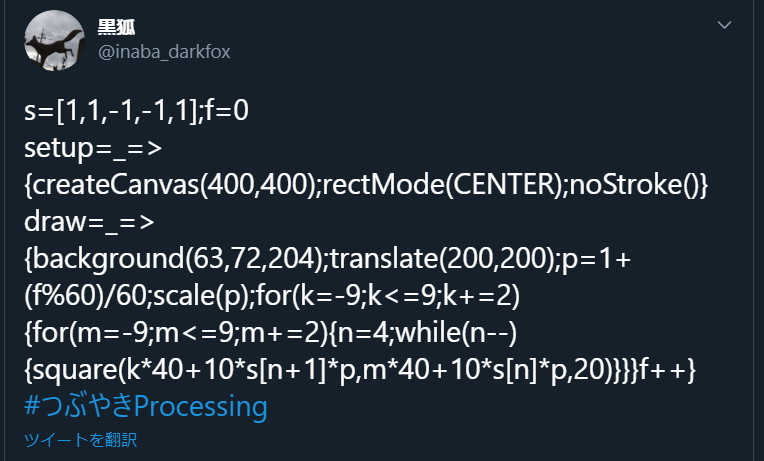 黒狐
@inaba_darkfox
s=[1,1,-1,-1,1];f=0
setup=_=>
{createCanvas(400,400);rectMode(CENTER);noStroke()}
draw=_=>
{background(63,72,204);translate(200,200);p=1+
(f%60)/60;scale(p);for(k=-9;k<=9;k+=2)
{for(m=-9;m<=9;m+=2){n=4;while(n--)
{square(k*40+10*s[n+1]*p,m*40+10*s[n]*p,20)}}}f++}
#つぶやきProcessing
ツイートを翻訳